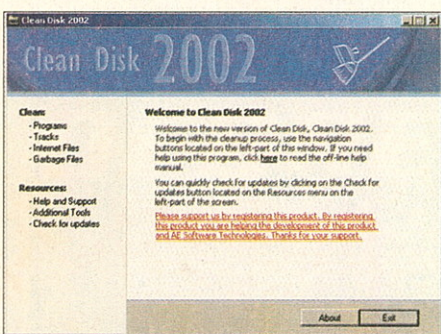 Clean Disk 2002
Clean Disk 2002
Cleans
- Programs
- Tracks
- Internet Files
- Garbage Files
Resources:
- Help and Support
- Additional Tools
- Check for updates
Welcome to Clean Disk 2002
Welcome to the new version of Clean Disk, Clean Disk 2002.
To begin with the cleanup process, use the navigation
buttons located on the left-part of this window. If you need
help using this program, click here to read the off-line help
manual.
You can quickly check for updates by clicking on the Check for
updates button located on the Resources menu on the
left-part of the screen.
Please support us by registering this product. By registering
this product you are helping the development of this product
and AE Software Technologies. Thanks for your support.
About
Exit